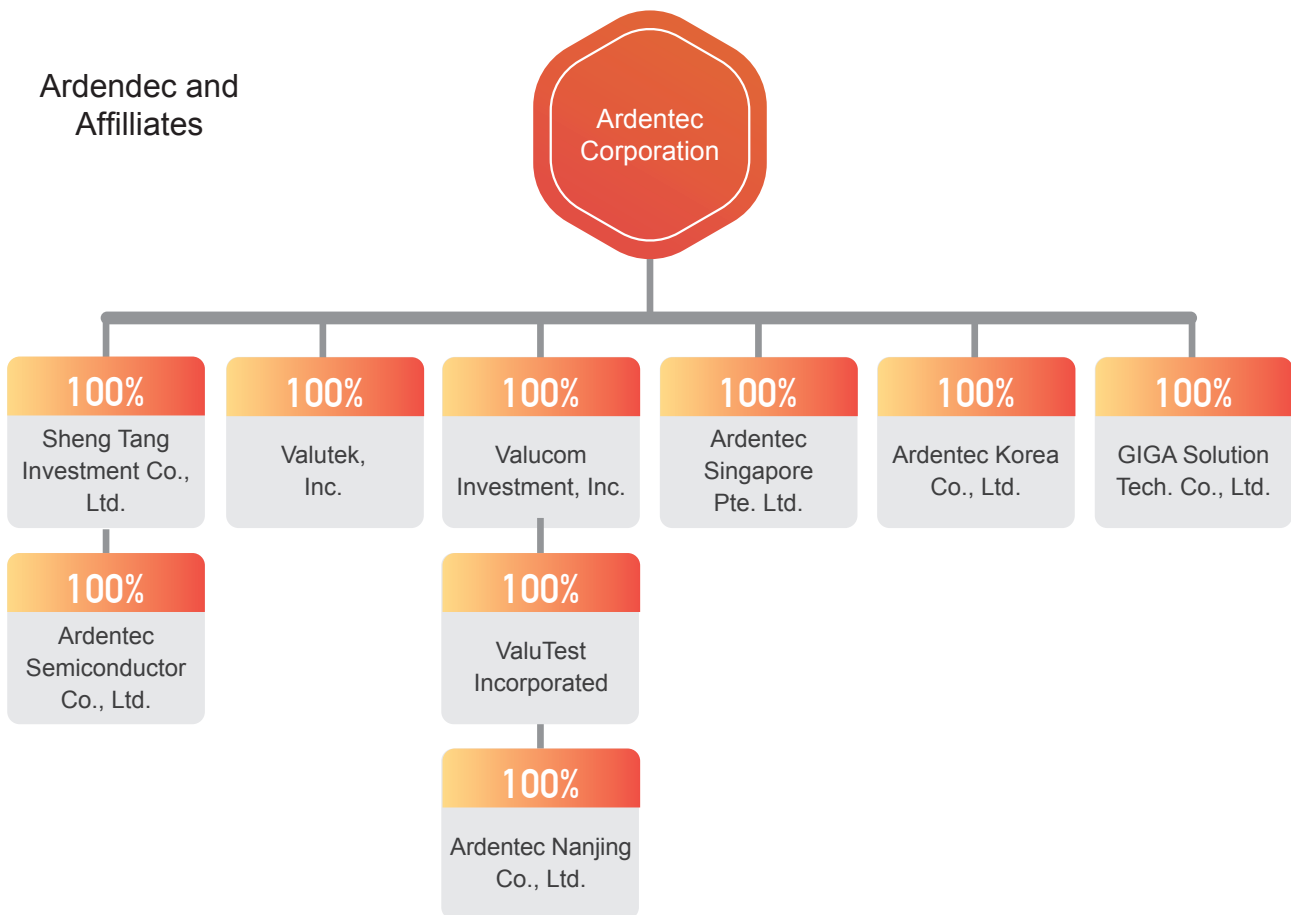 Ardendec and
Affilliates
Ardentec
Corporation
100%
Sheng Tang
Investment Co.,
Ltd.
100%
Valutek,
Inc.
100%
Valucom
Investment, Inc.
100%
Ardentec
Singapore
Pte. Ltd.
100%
Ardentec Korea
Co., Ltd.
100%
GIGA Solution
Tech. Co., Ltd.
100%
Ardentec
Semiconductor
Co., Ltd.
100%
ValuTest
Incorporated
100%
Ardentec Nanjing
Co., Ltd.